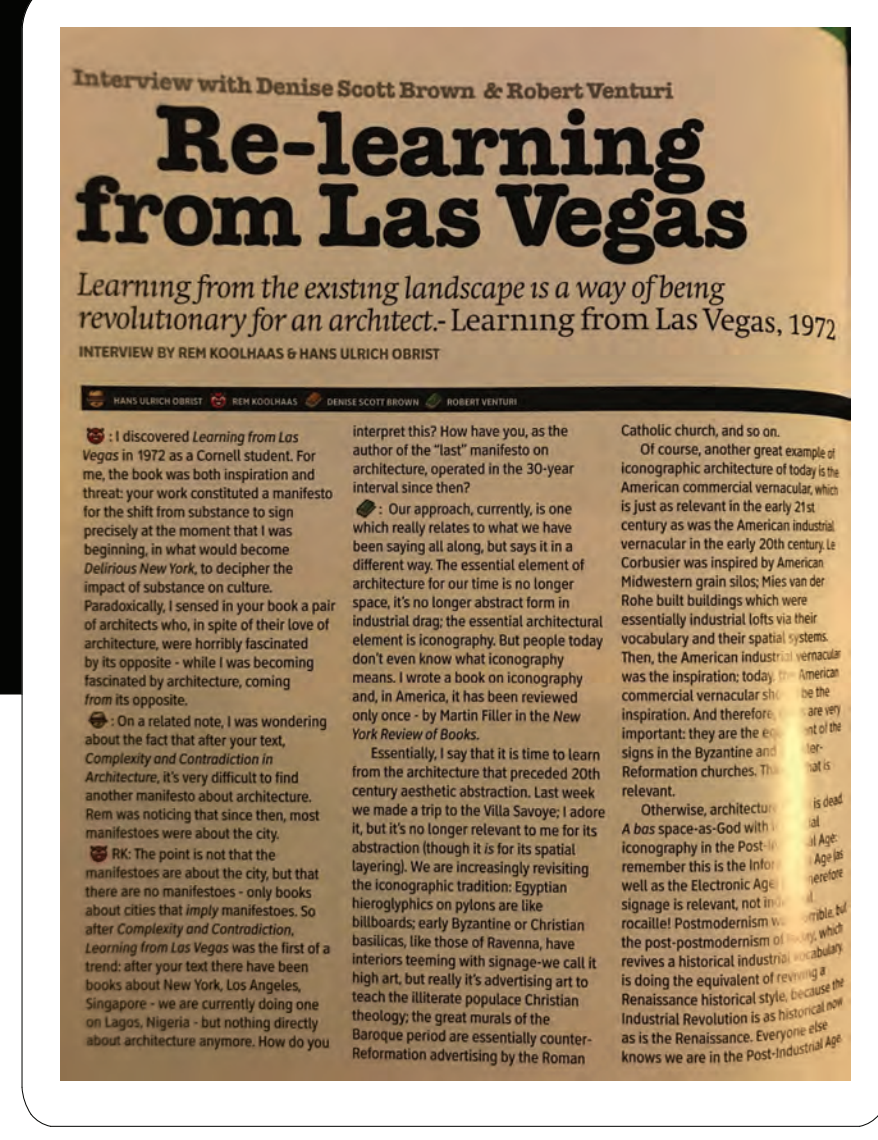 Interview with Denise Scott Brown & Robert Venturi
Re-learning
from Las Vegas
Learning from the existing landscape is a way of being
revolutionary for an architect.- Learning from Las Vegas, 1972
INTERVIEW BY REM KOOLHAAS & HANS ULRICH OBRIST
HANS ULRICH OBRIST REM KOOLHAAS DENISE SCOTT BROWN ROBERT VENTURI
: I discovered Learning from Las
Vegas in 1972 as a Cornell student. For
me, the book was both inspiration and
threat: your work constituted a manifesto
for the shift from substance to sign
precisely at the moment that I was
beginning, in what would become
Delirious New York, to decipher the
impact of substance on culture.
Paradoxically, I sensed in your book a pair
of architects who, in spite of their love of
architecture, were horribly fascinated
by its opposite - while I was becoming
fascinated by architecture, coming
from its opposite.
: On a related note, I was wondering
about the fact that after your text,
Complexity and Contradiction in
Architecture, it's very difficult to find
another manifesto about architecture.
Rem was noticing that since then, most
manifestoes were about the city.
RK: The point is not that the
manifestoes are about the city, but that
there are no manifestoes - only books
about cities that imply manifestoes. So
after Complexity and Contradiction,
Learning from Las Vegas was the first of a
trend: after your text there have been
books about New York, Los Angeles,
Singapore - we are currently doing one
on Lagos, Nigeria - but nothing directly
about architecture anymore. How do you
interpret this? How have you, as the
author of the "last" manifesto on
architecture, operated in the 30-year
interval since then?
: Our approach, currently, is one
which really relates to what we have
been saying all along, but says it in a
different way. The essential element of
architecture for our time is no longer
space, it's no longer abstract form in
industrial drag; the essential architectural
element is iconography. But people today
don't even know what iconography
means. I wrote a book on iconography
and, in America, it has been reviewed
only once - by Martin Filler in the New
York Review of Books.
Essentially, I say that it is time to learn
from the architecture that preceded 20th
century aesthetic abstraction. Last week
we made a trip to the Villa Savoye; I adore
it, but it's no longer relevant to me for its
abstraction (though it is for its spatial
layering). We are increasingly revisiting
the iconographic tradition: Egyptian
hieroglyphics on pylons are like
billboards; early Byzantine or Christian
basilicas, like those of Ravenna, have
interiors teeming with signage-we call it
high art, but really it's advertising art to
teach the illiterate populace Christian
theology; the great murals of the
Baroque period are essentially counter-
Reformation advertising by the Roman
Catholic church, and so on.
Of course, another great example of
iconographic architecture of today is the
American commercial vernacular, which
is just as relevant in the early 21st
century as was the American industrial
vernacular in the early 20th century. Le
Corbusier was inspired by American
Midwestern grain silos; Mies van der
Rohe built buildings which were
essentially industrial lofts via their
vocabulary and their spatial systems.
Then, the American industrial vernacular
was the inspiration; today, the American
commercial vernacular be the
inspiration. And therefore, are very
important: they are the of the
signs in the Byzantine and
Reformation churches. that is
relevant.
Otherwise, architecture is dead
A bas space-as-God with
iconography in the Age:
remember this is the Age (as
well as the Electronic Age therefore
signage is relevant, not
rocaille! Postmodernism but
the post-postmodernism of today, which
revives a historical industrial vocabulary
is doing the equivalent of reviving a
Renaissance historical style, because the
Industrial Revolution is as historical now
as is the Renaissance. Everyone else
knows we are in the Post-Industrial Age.